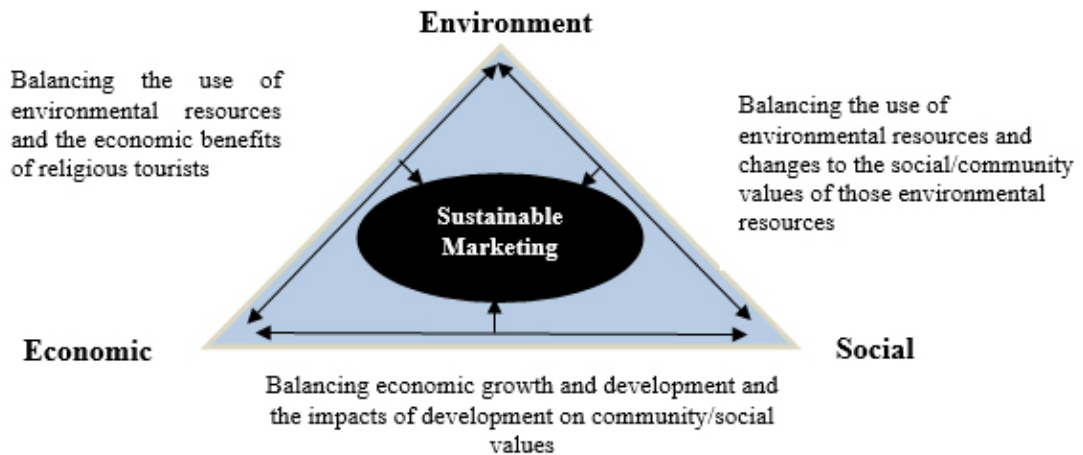 Environment
Balancing the use of
environmental resources
and the economic benefits
of religious tourists
Balancing the use of
environmental resources and
changes to the social/community
values of those environmental
resources
Sustainable
Marketing
Economic
Social
Balancing economic growth and development and
the impacts of development on community/social
values